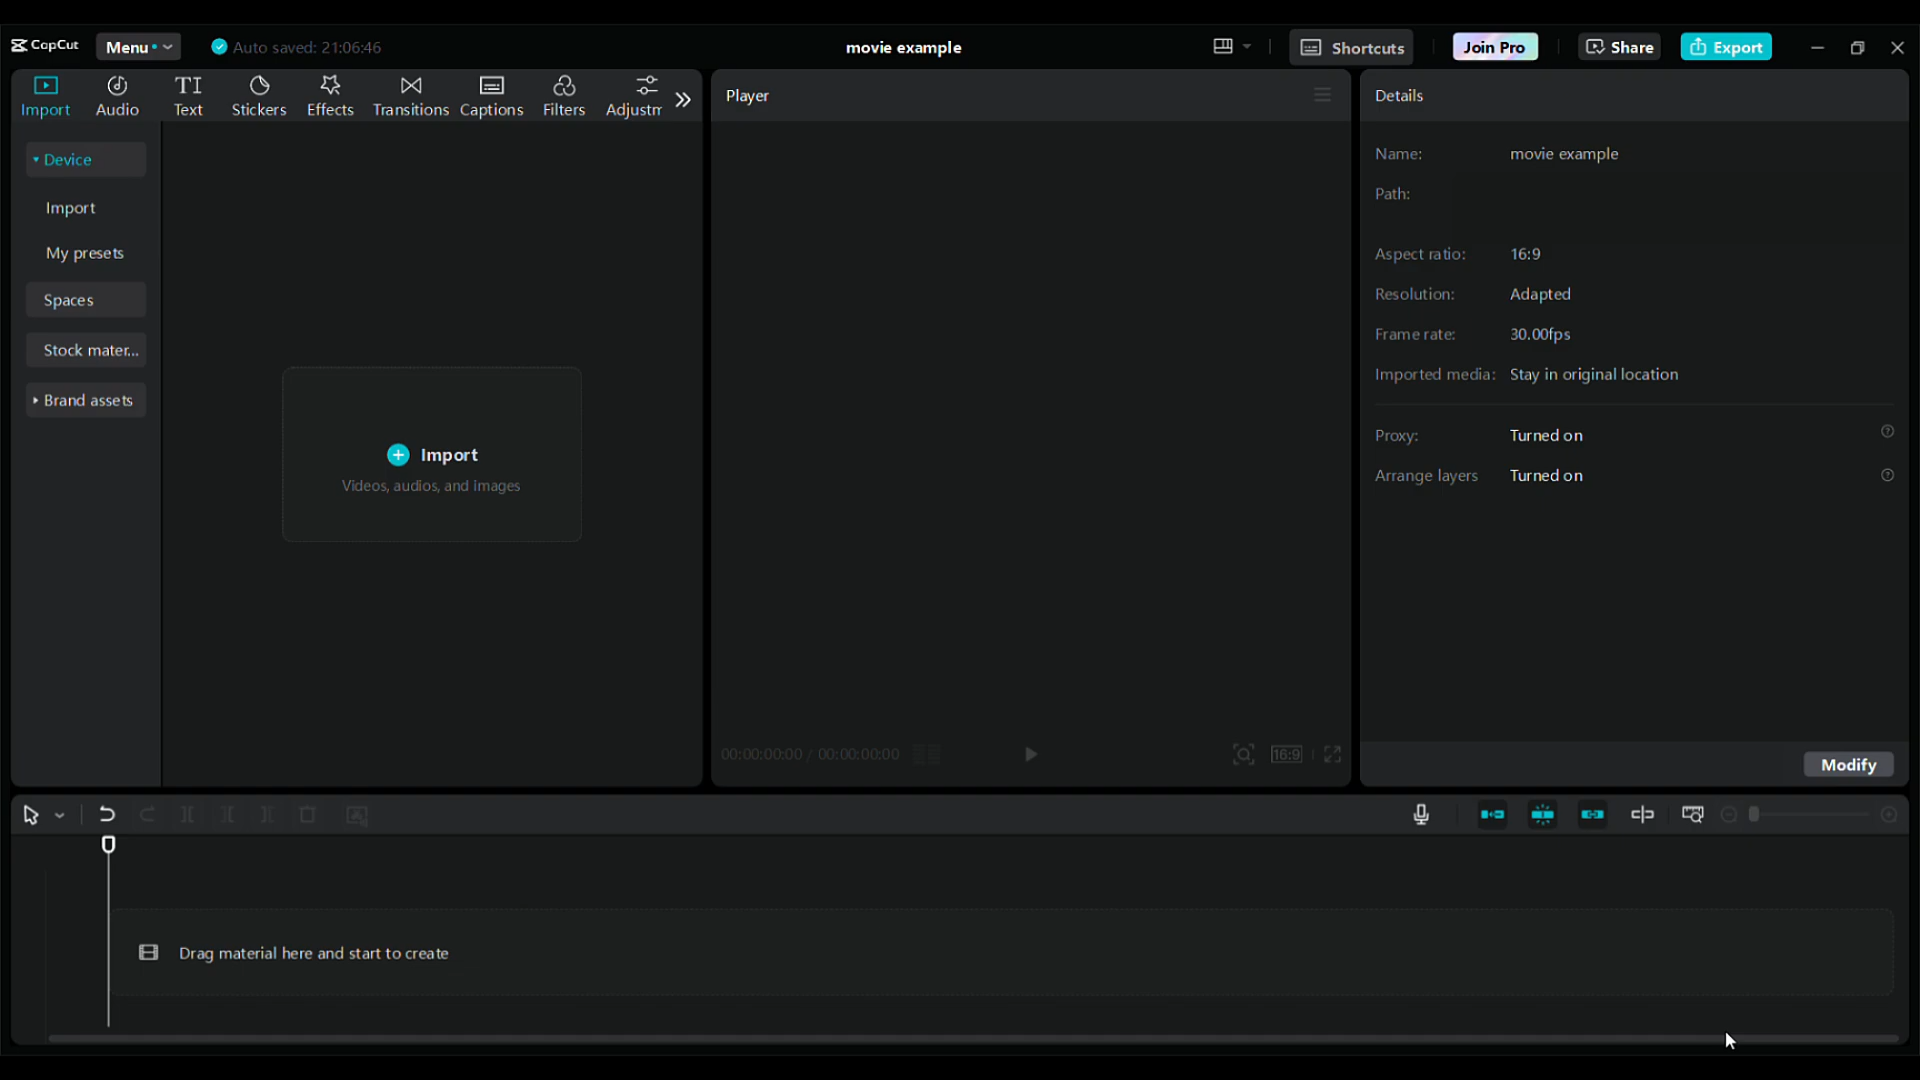 CapCut
Menu
Auto saved: 21:06:46
movie example
Shortcuts
Join Pro
Share
Export
Import
Audio
TI
Text
Stickers
Effects
Transitions
Captions
Filters
Adjustm
Player
Details
Device
Import
My presets
Spaces
Stock mater...
Brand assets
Import
Videos, audios, and images
Name: movie example
Path:
Aspect ratio: 16:9
Resolution: Adapted
Frame rate: 30.00fps
Imported media: Stay in original location
Proxy: Turned on
Arrange layers Turned on
00:00:00:00 / 00:00:00:00
16:9
Modify
Drag material here and start to create